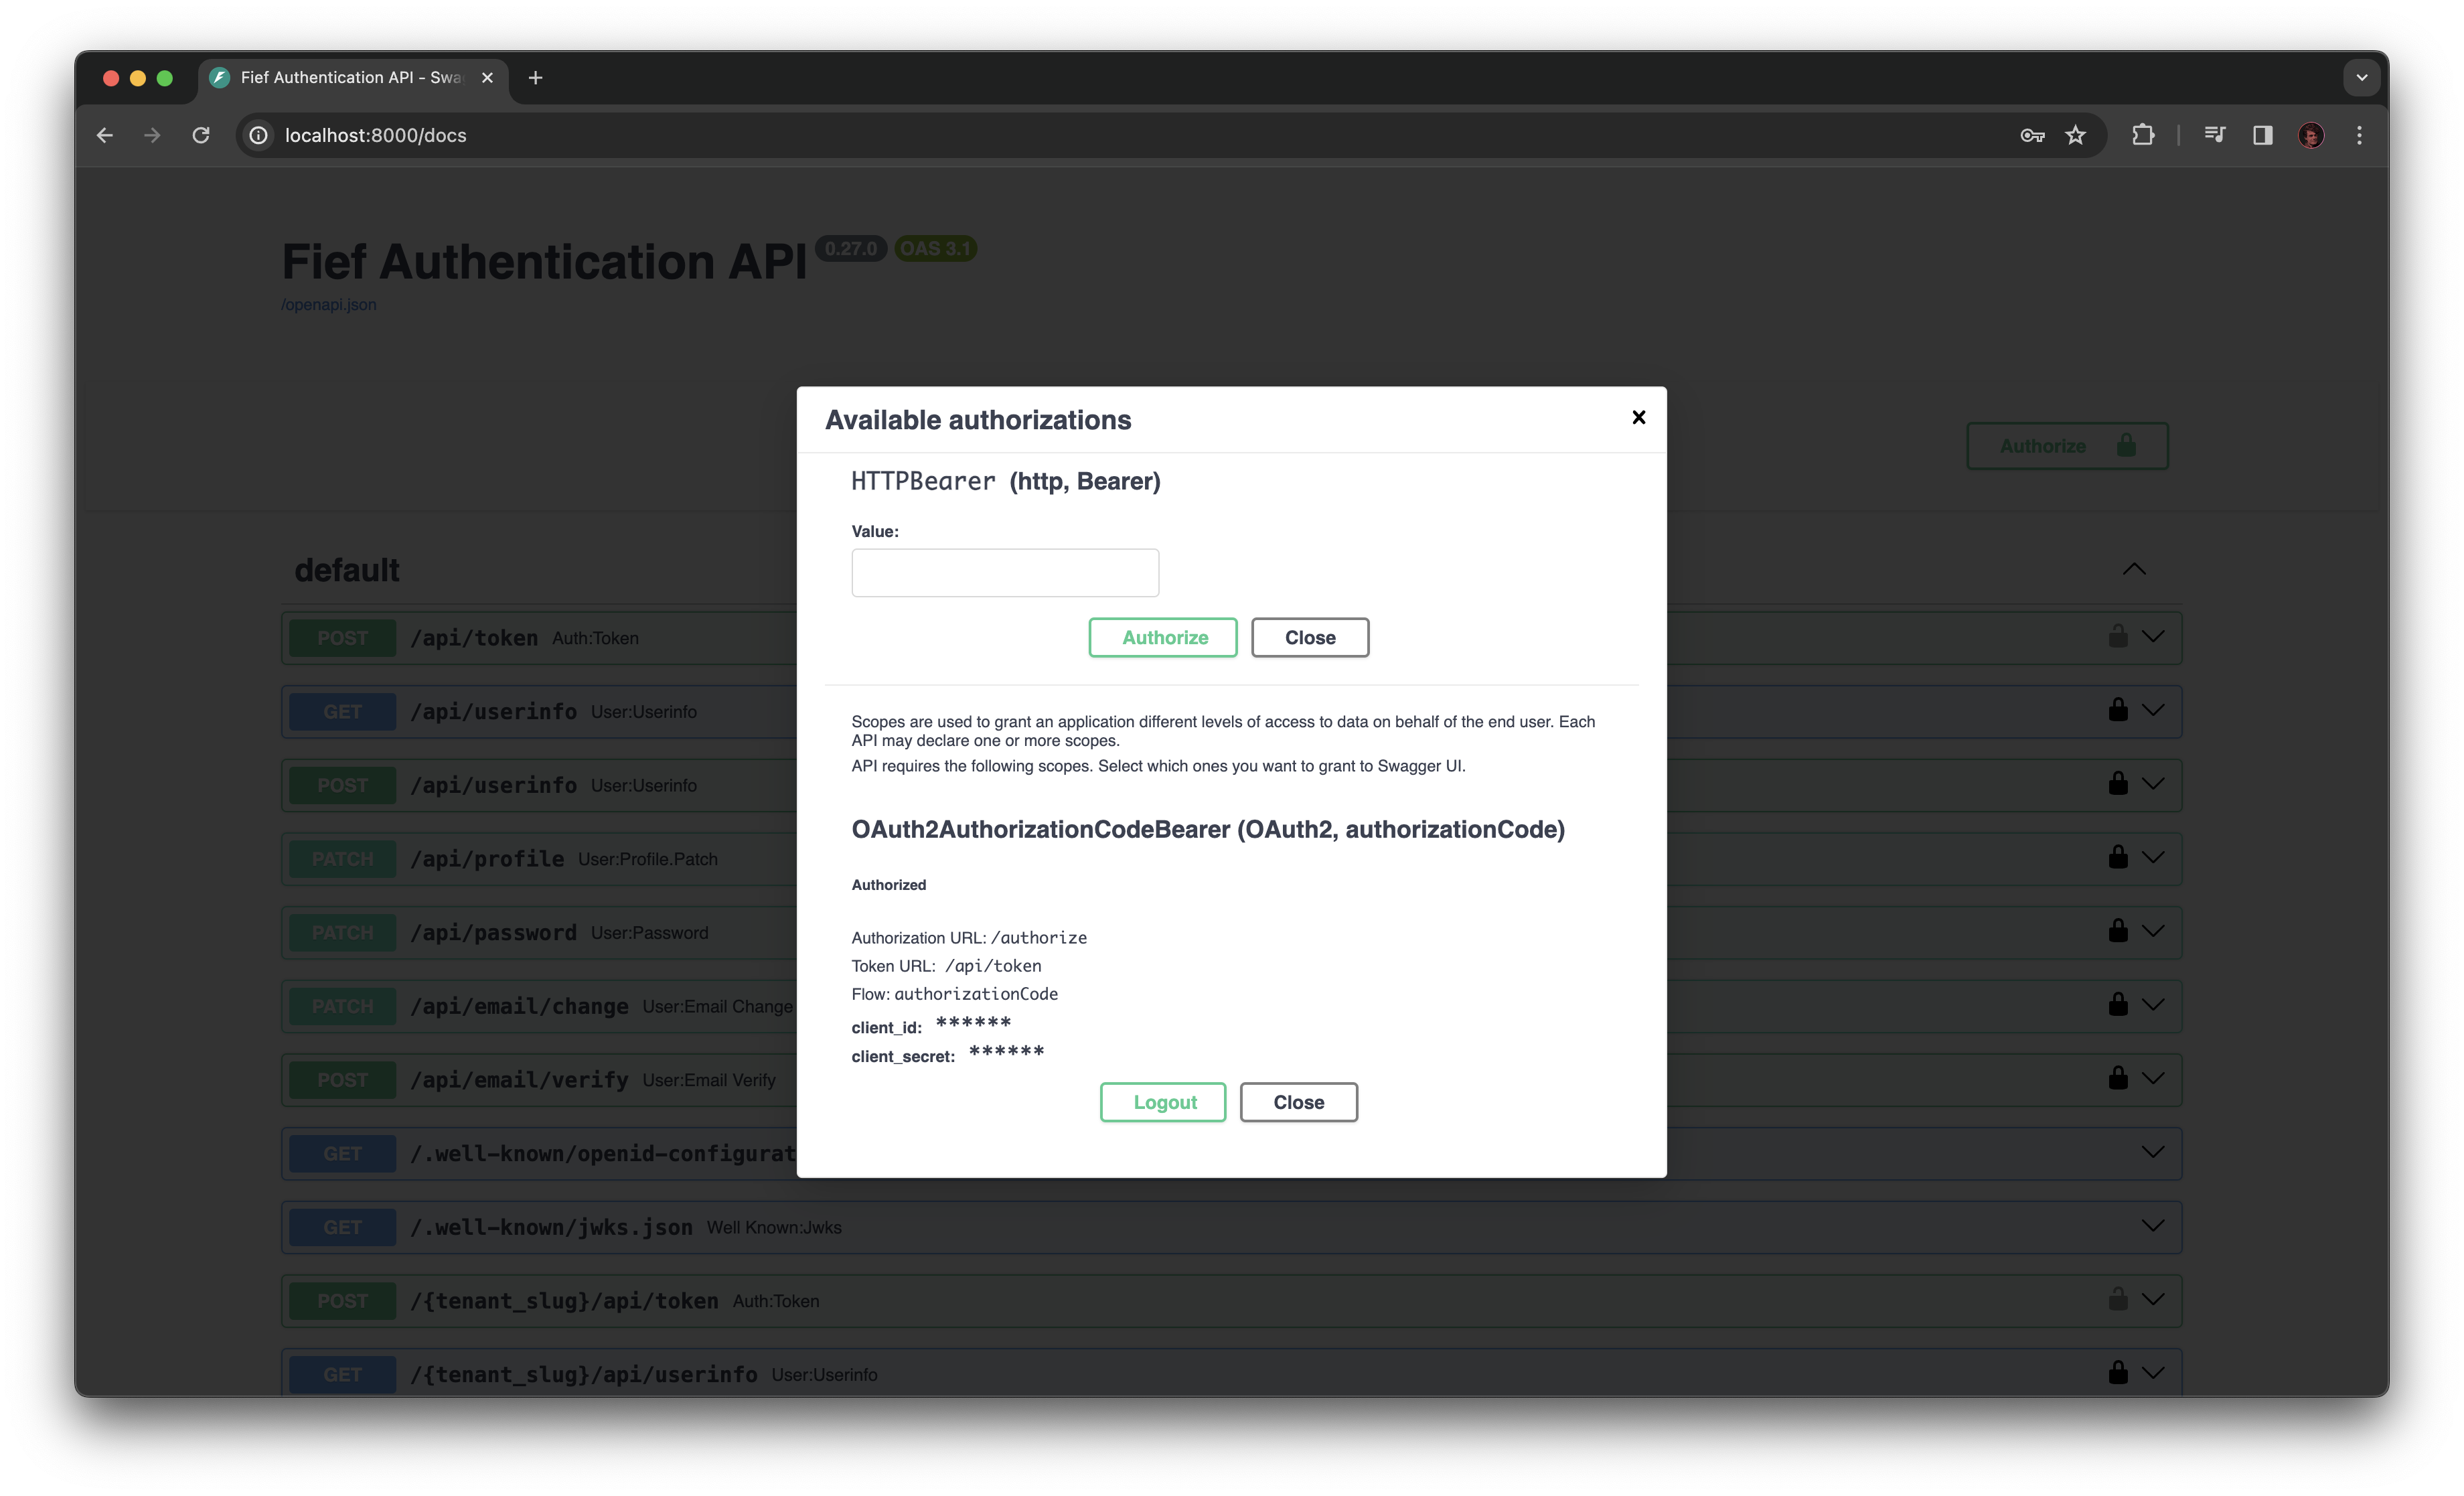 Fief Authentication API - Swa
localhost:8000/docs
Fief Authentication API 0.27.0 OAS 3.1
/openapi.json
Authorize
default
POST /api/token Auth:Token
GET /api/userinfo User:Userinfo
POST /api/userinfo User:Userinfo
PATCH /api/profile User:Profile.Patch
PATCH /api/password User:Password
PATCH /api/email/change User:Email Change
POST /api/email/verify User:Email Verify
GET /.well-known/openid-configurat
GET /.well-known/jwks.json Well Known:Jwks
POST /{tenant_slug}/api/token Auth:Token
GET /{tenant_slug}/api/userinfo User:Userinfo
Available authorizations
HTTPBearer (http, Bearer)
Value:
Authorize Close
Scopes are used to grant an application different levels of access to data on behalf of the end user. Each
API may declare one or more scopes.
API requires the following scopes. Select which ones you want to grant to Swagger UI.
OAuth2AuthorizationCodeBearer (OAuth2, authorizationCode)
Authorized
Authorization URL: /authorize
Token URL: /api/token
Flow: authorizationCode
client_id: ******
client_secret: ******
Logout Close